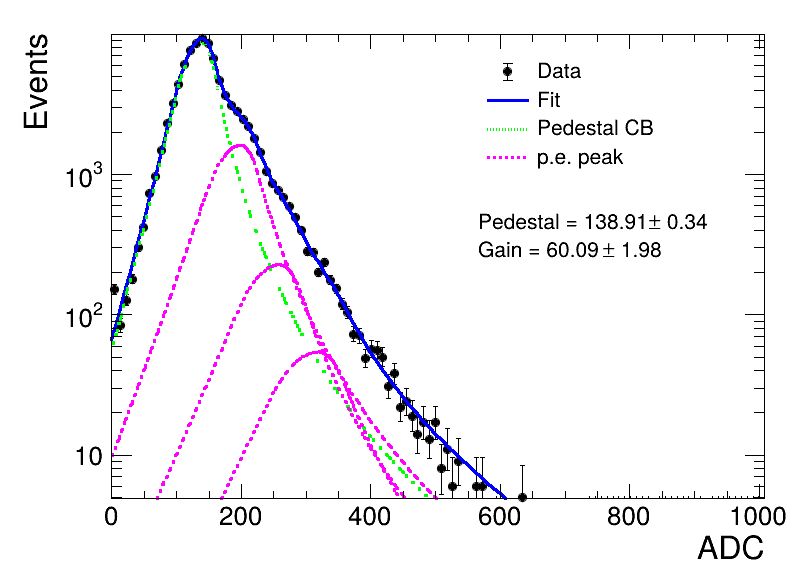 Events
Data
Fit
Pedestal CB
p.e. peak
Pedestal = 138.91± 0.34
Gain = 60.09 ± 1.98
10³
10²
10
0 200 400 600 800 1000
ADC